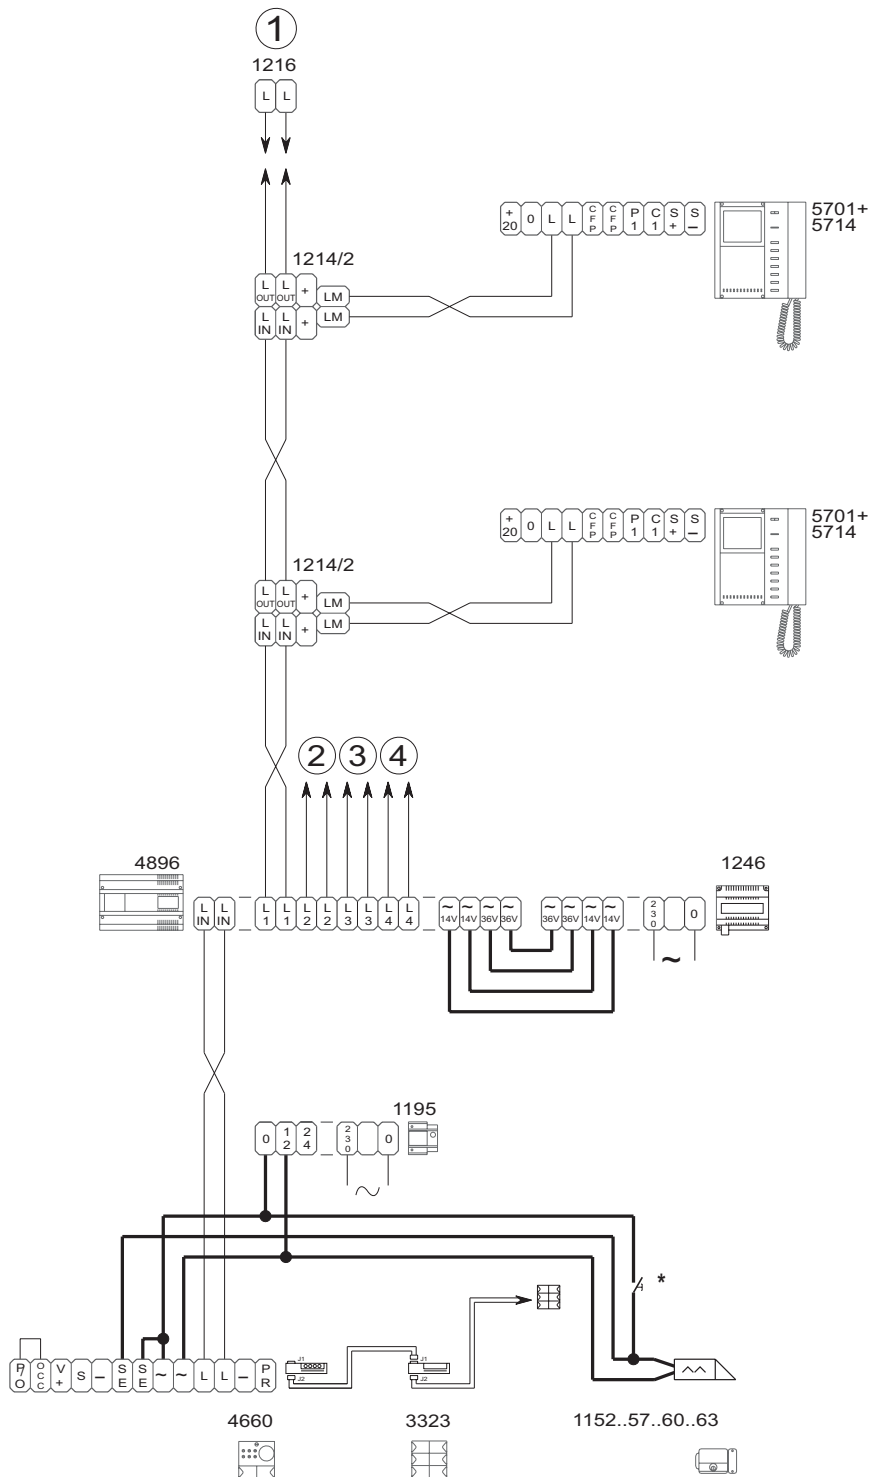 1
1216
L L
5701+
5714
+20 0 L L CFP CFP P1 C1 S+ S–
1214/2
L OUT L OUT + LM
L IN L IN + LM
5701+
5714
+20 0 L L CFP CFP P1 C1 S+ S–
1214/2
L OUT L OUT + LM
L IN L IN + LM
2 3 4
4896
1246
L IN L IN L1 L1 L2 L2 L3 L3 L4 L4 ~14V ~14V ~36V ~36V ~36V ~36V ~14V ~14V 230 0
~
1195
0 12 24 230 0
~
*
P/O OCC V+ S – SE SE ~ ~ L L – PR
J1 J1
J2 J2
4660 3323 1152..57..60..63